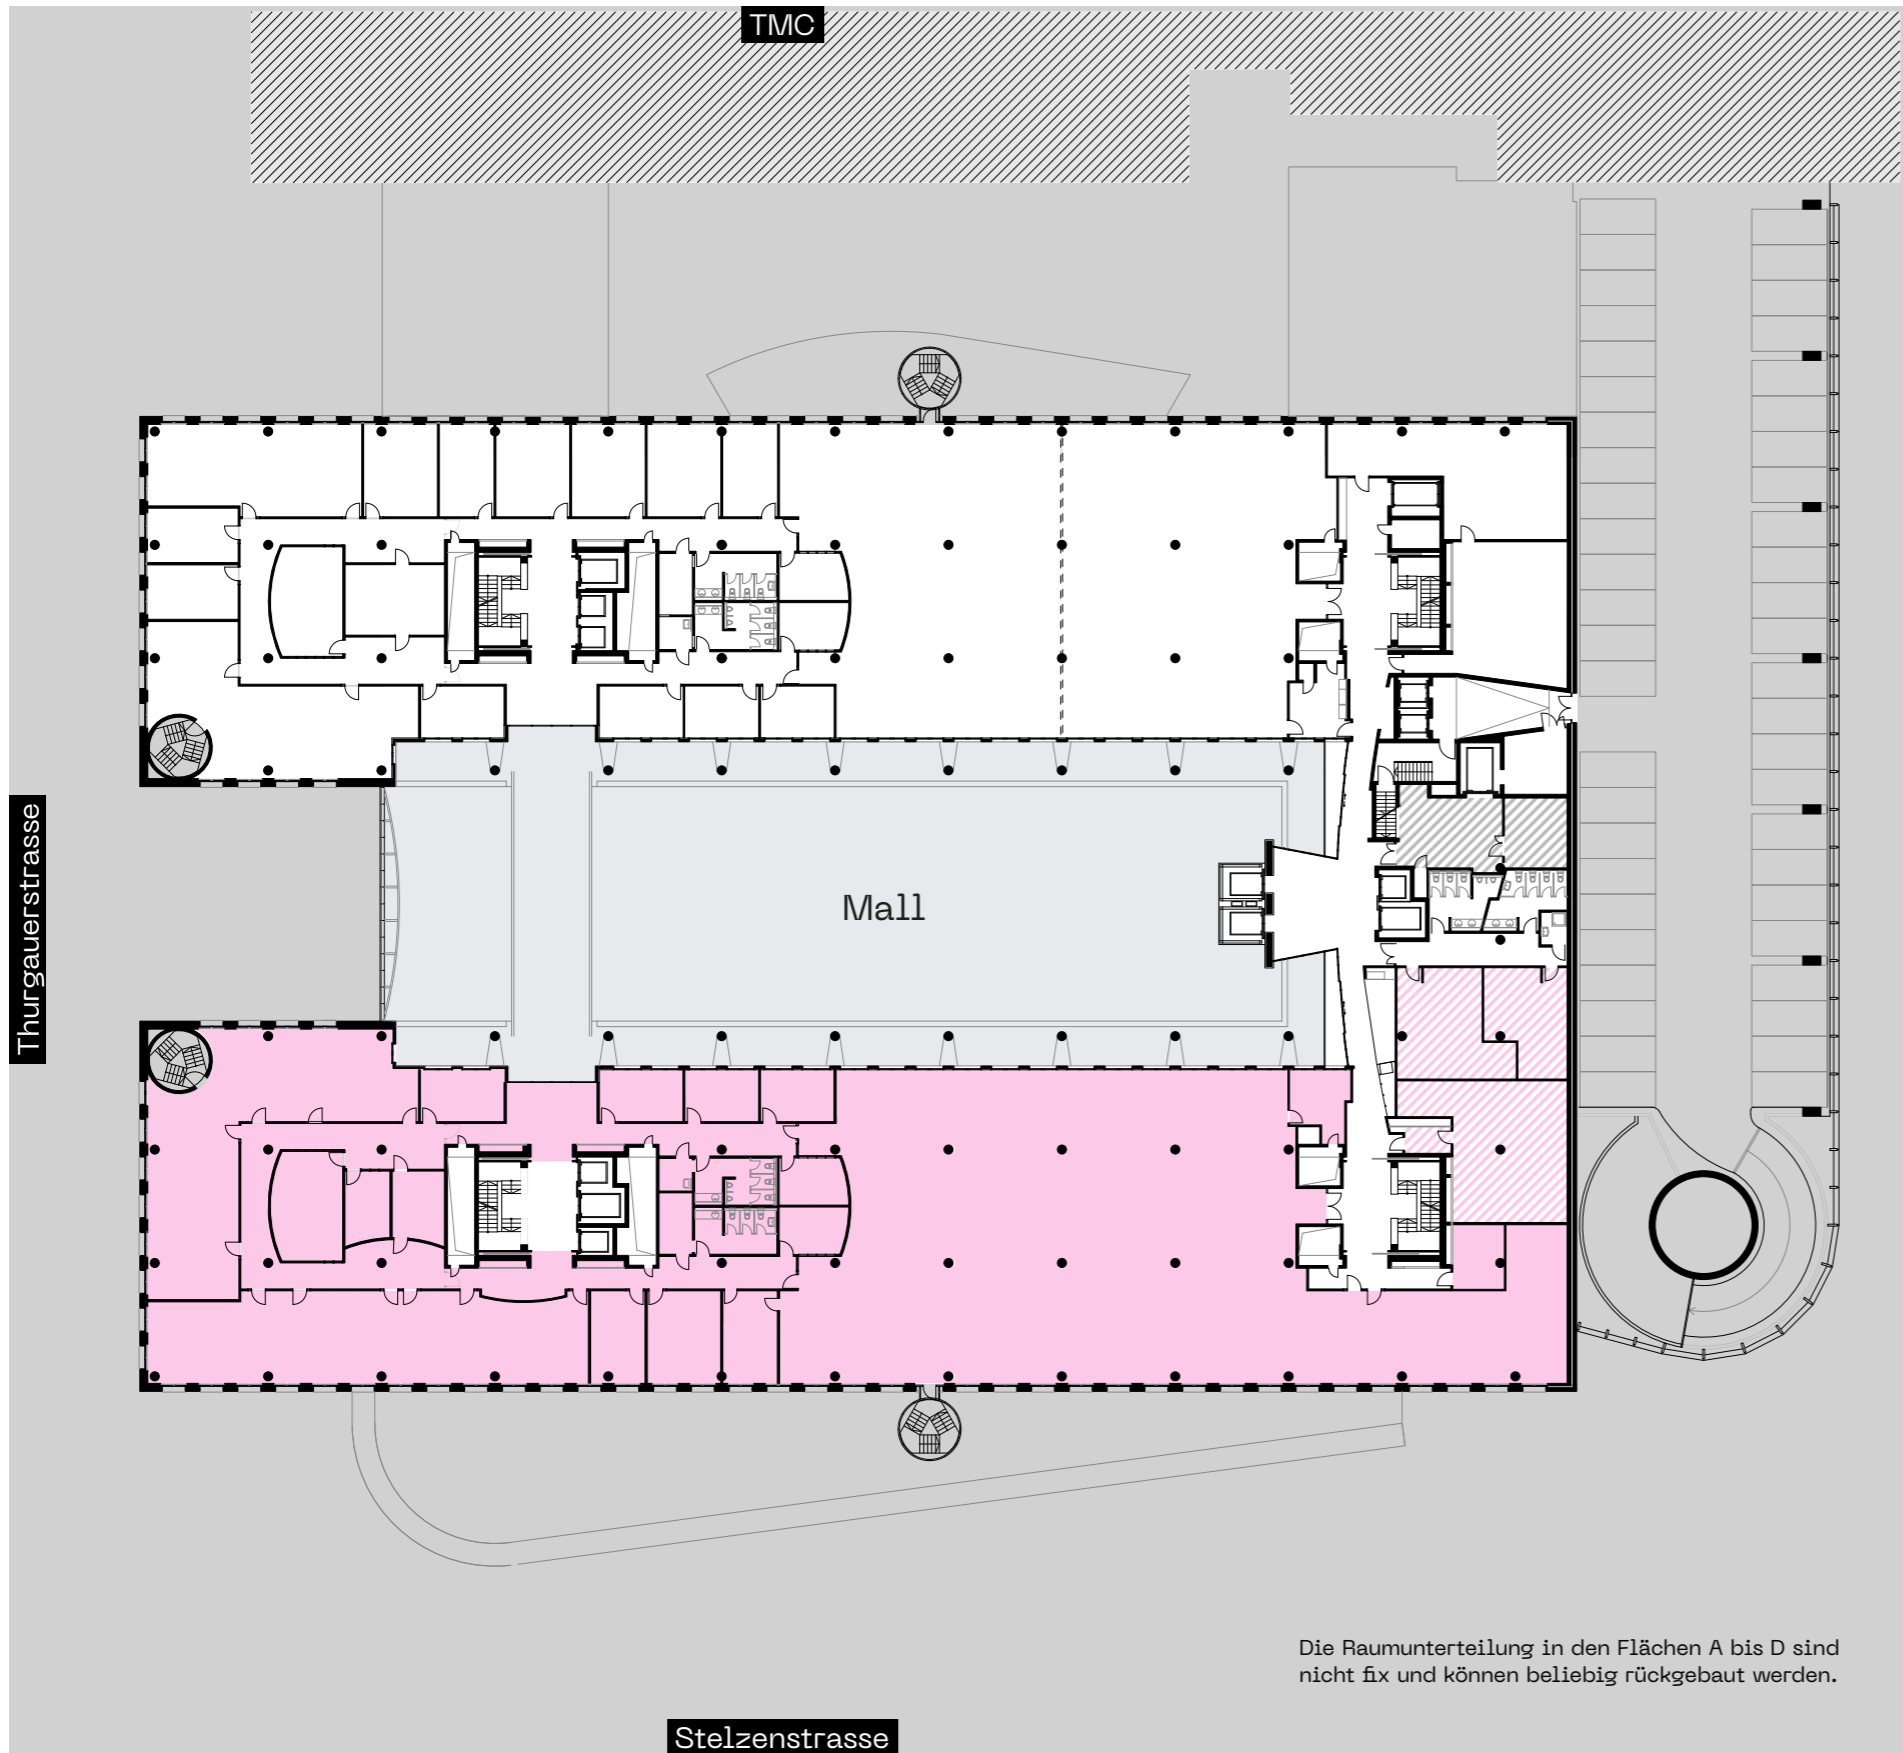 TMC
Thurgauerstrasse
Mall
Die Raumunterteilung in den Flächen A bis D sind
nicht fix und können beliebig rückgebaut werden.
Stelzenstrasse